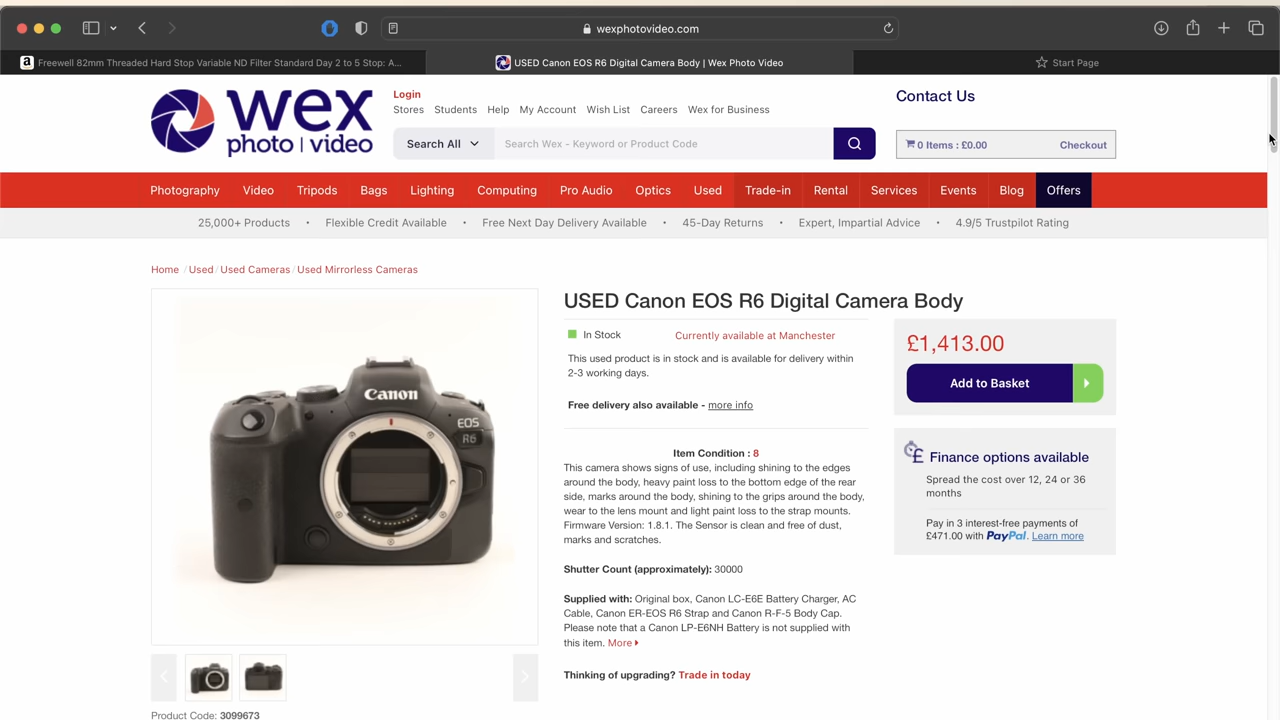 wexphotovideo.com
Freewell 82mm Threaded Hard Stop Variable ND Filter Standard Day 2 to 5 Stop: A...
USED Canon EOS R6 Digital Camera Body | Wex Photo Video
Start Page
wex
photo | video
Login
Stores Students Help My Account Wish List Careers Wex for Business
Contact Us
Search All
Search Wex - Keyword or Product Code
0 Items : £0.00 Checkout
Photography Video Tripods Bags Lighting Computing Pro Audio Optics Used Trade-in Rental Services Events Blog Offers
25,000+ Products • Flexible Credit Available • Free Next Day Delivery Available • 45-Day Returns • Expert, Impartial Advice • 4.9/5 Trustpilot Rating
Home / Used / Used Cameras / Used Mirrorless Cameras
Canon
EOS
R6
USED Canon EOS R6 Digital Camera Body
In Stock
Currently available at Manchester
This used product is in stock and is available for delivery within
2-3 working days.
Free delivery also available - more info
Item Condition : 8
This camera shows signs of use, including shining to the edges
around the body, heavy paint loss to the bottom edge of the rear
side, marks around the body, shining to the grips around the body,
wear to the lens mount and light paint loss to the strap mounts.
Firmware Version: 1.8.1. The Sensor is clean and free of dust,
marks and scratches.
Shutter Count (approximately): 30000
Supplied with: Original box, Canon LC-E6E Battery Charger, AC
Cable, Canon ER-EOS R6 Strap and Canon R-F-5 Body Cap.
Please note that a Canon LP-E6NH Battery is not supplied with
this item. More
Thinking of upgrading? Trade in today
£1,413.00
Add to Basket
Finance options available
Spread the cost over 12, 24 or 36
months
Pay in 3 interest-free payments of
£471.00 with PayPal. Learn more
Product Code: 3099673